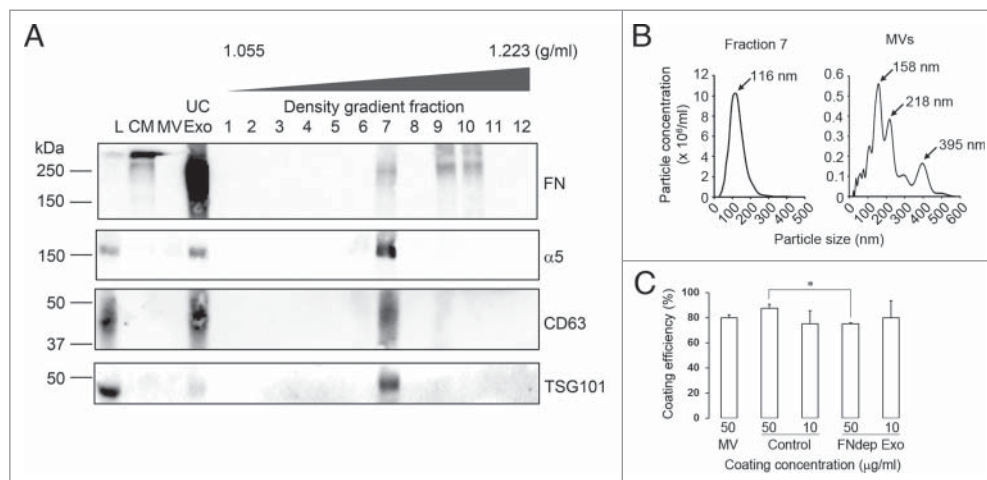 A
1.055 1.223 (g/ml)
UC Density gradient fraction
L CM MV Exo 1 2 3 4 5 6 7 8 9 10 11 12
kDa
250
150
FN
150
α5
50
37
CD63
50
TSG101
B
Fraction 7
MVs
Particle concentration
(x 10⁸/ml)
12
10
8
6
4
2
0
116 nm
0 100 200 300 400 500
0.6
0.5
0.4
0.3
0.2
0.1
0
158 nm
218 nm
395 nm
0 100 200 300 400 500 600
Particle size (nm)
C
Coating efficiency (%)
100
80
60
40
20
0
*
50 50 10 50 10
MV Control FNdep Exo
Coating concentration (μg/ml)